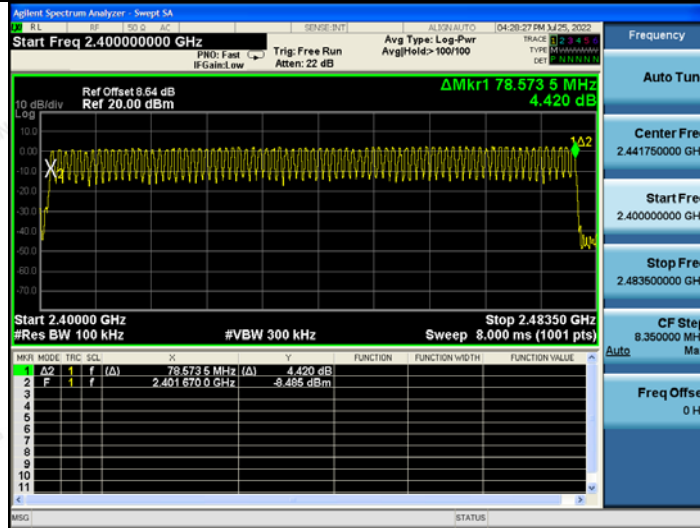 Agilent Spectrum Analyzer - Swept SA
RL RF 50 Ω AC SENSE:INT ALIGNAUTO 04:28:27 PM Jul 25, 2022
Start Freq 2.400000000 GHz
PNO: Fast
IFGain:Low
Trig: Free Run
Atten: 22 dB
Avg Type: Log-Pwr
Avg|Hold:> 100/100
TRACE 1 2 3 4 5 6
TYPE M
DET P N N N N N
Ref Offset 8.64 dB
Ref 20.00 dBm
10 dB/div
Log
ΔMkr1 78.573 5 MHz
4.420 dB
10.0
0.00
-10.0
-20.0
-30.0
-40.0
-50.0
-60.0
-70.0
1Δ2
2
Start 2.40000 GHz
#Res BW 100 kHz
#VBW 300 kHz
Stop 2.48350 GHz
Sweep 8.000 ms (1001 pts)
MKR MODE TRC SCL X Y FUNCTION FUNCTION WIDTH FUNCTION VALUE
1 Δ2 1 f (Δ) 78.573 5 MHz (Δ) 4.420 dB
2 F 1 f 2.401 670 0 GHz -8.485 dBm
3
4
5
6
7
8
9
10
11
MSG STATUS
Frequency
Auto Tun
Center Fre
2.441750000 GH
Start Fre
2.400000000 GH
Stop Fre
2.483500000 GH
CF Step
8.350000 MH
Auto Ma
Freq Offse
0 H